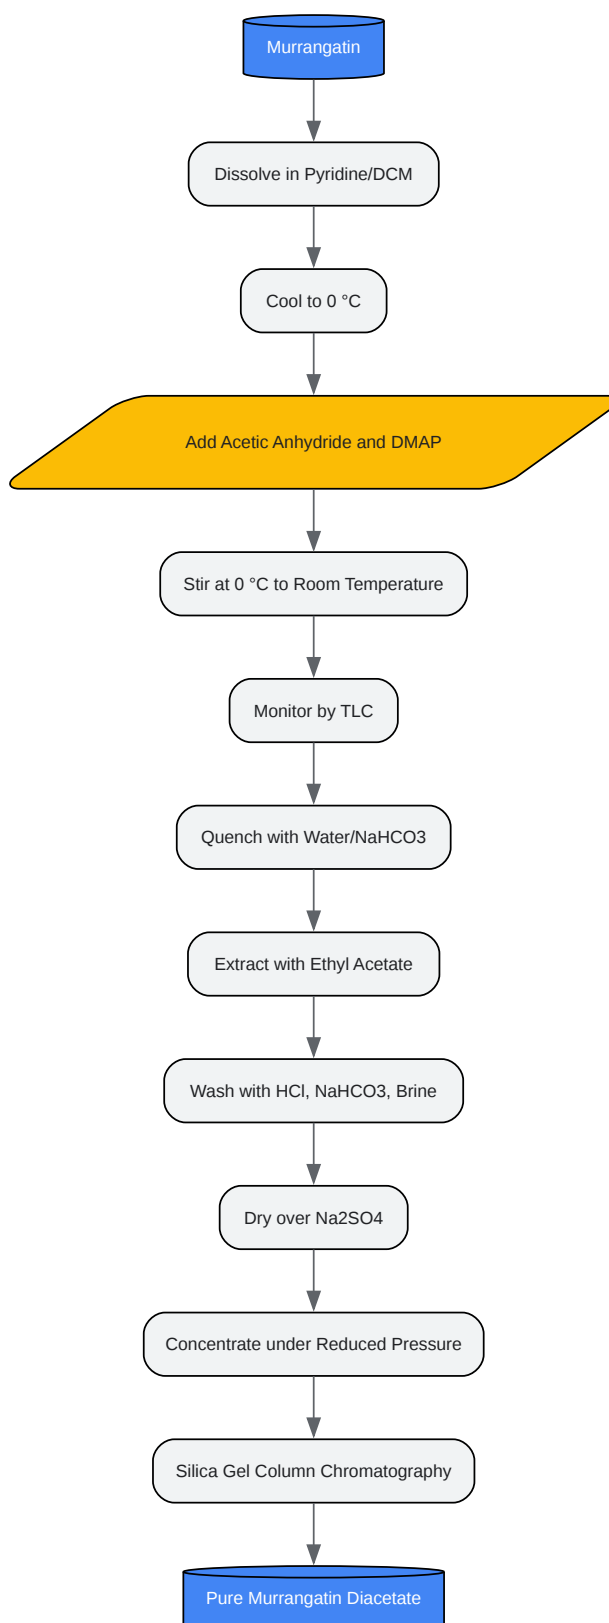 Murrangatin
Dissolve in Pyridine/DCM
Cool to 0 °C
Add Acetic Anhydride and DMAP
Stir at 0 °C to Room Temperature
Monitor by TLC
Quench with Water/NaHCO3
Extract with Ethyl Acetate
Wash with HCl, NaHCO3, Brine
Dry over Na2SO4
Concentrate under Reduced Pressure
Silica Gel Column Chromatography
Pure Murrangatin Diacetate